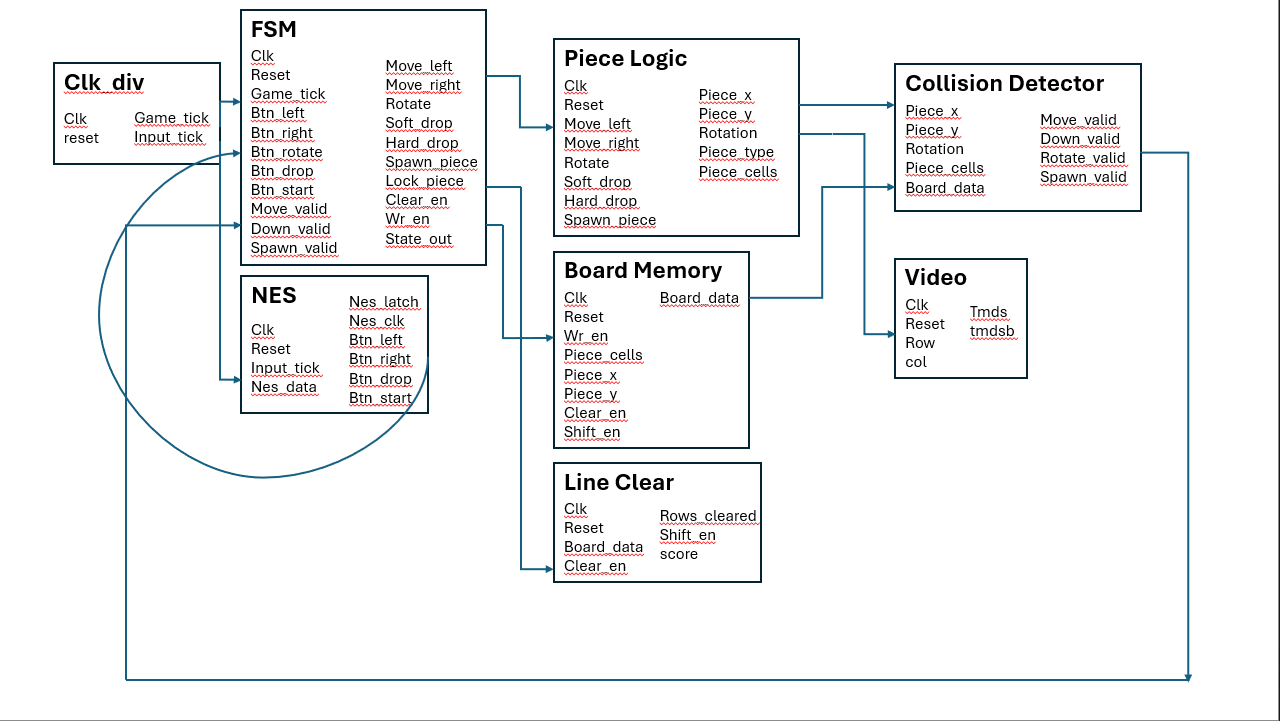 Clk_div
Clk
reset
Game_tick
Input_tick
FSM
Clk
Reset
Game_tick
Btn_left
Btn_right
Btn_rotate
Btn_drop
Btn_start
Move_valid
Down_valid
Spawn_valid
Move_left
Move_right
Rotate
Soft_drop
Hard_drop
Spawn_piece
Lock_piece
Clear_en
Wr_en
State_out
NES
Clk
Reset
Input_tick
Nes_data
Nes_latch
Nes_clk
Btn_left
Btn_right
Btn_drop
Btn_start
Piece Logic
Clk
Reset
Move_left
Move_right
Rotate
Soft_drop
Hard_drop
Spawn_piece
Piece_x
Piece_y
Rotation
Piece_type
Piece_cells
Board Memory
Clk
Reset
Wr_en
Piece_cells
Piece_x
Piece_y
Clear_en
Shift_en
Board_data
Line Clear
Clk
Reset
Board_data
Clear_en
Rows_cleared
Shift_en
score
Collision Detector
Piece_x
Piece_y
Rotation
Piece_cells
Board_data
Move_valid
Down_valid
Rotate_valid
Spawn_valid
Video
Clk
Reset
Row
col
Tmds
tmdsb